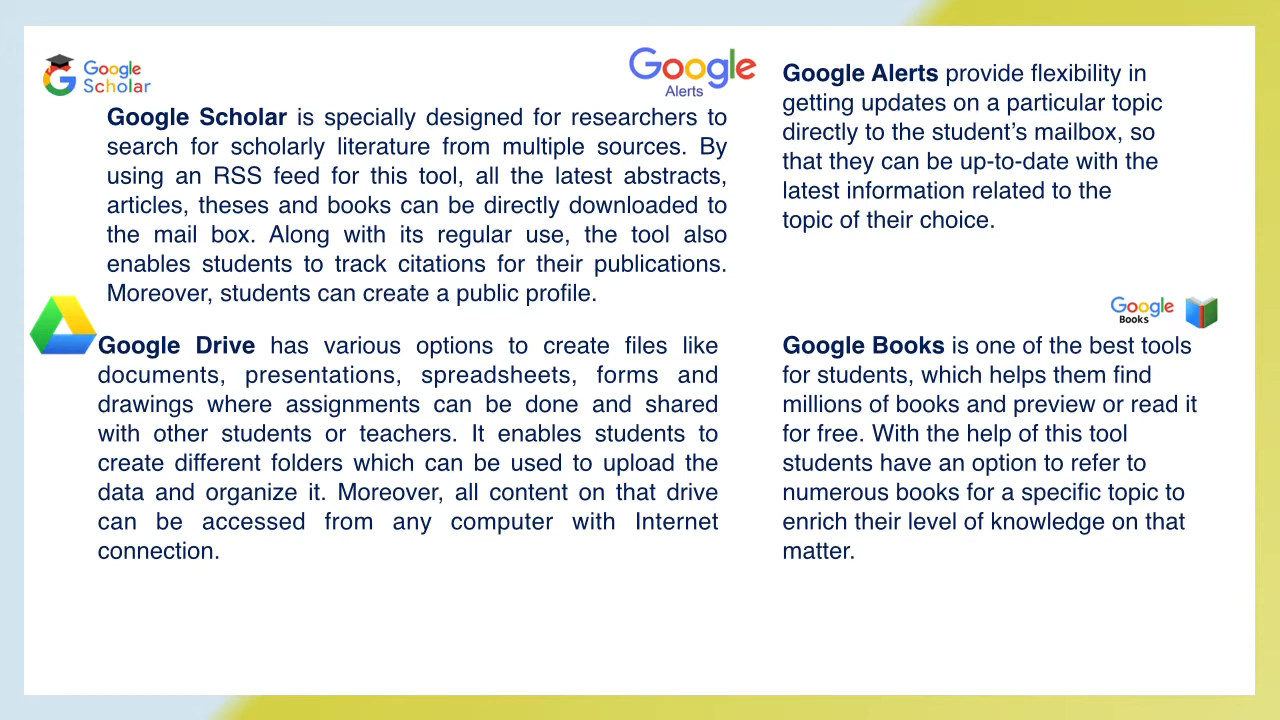 Google
Scholar
Google Scholar is specially designed for researchers to
search for scholarly literature from multiple sources. By
using an RSS feed for this tool, all the latest abstracts,
articles, theses and books can be directly downloaded to
the mail box. Along with its regular use, the tool also
enables students to track citations for their publications.
Moreover, students can create a public profile.
Google
Alerts
Google Alerts provide flexibility in
getting updates on a particular topic
directly to the student’s mailbox, so
that they can be up-to-date with the
latest information related to the
topic of their choice.
Google Drive has various options to create files like
documents, presentations, spreadsheets, forms and
drawings where assignments can be done and shared
with other students or teachers. It enables students to
create different folders which can be used to upload the
data and organize it. Moreover, all content on that drive
can be accessed from any computer with Internet
connection.
Google
Books
Google Books is one of the best tools
for students, which helps them find
millions of books and preview or read it
for free. With the help of this tool
students have an option to refer to
numerous books for a specific topic to
enrich their level of knowledge on that
matter.